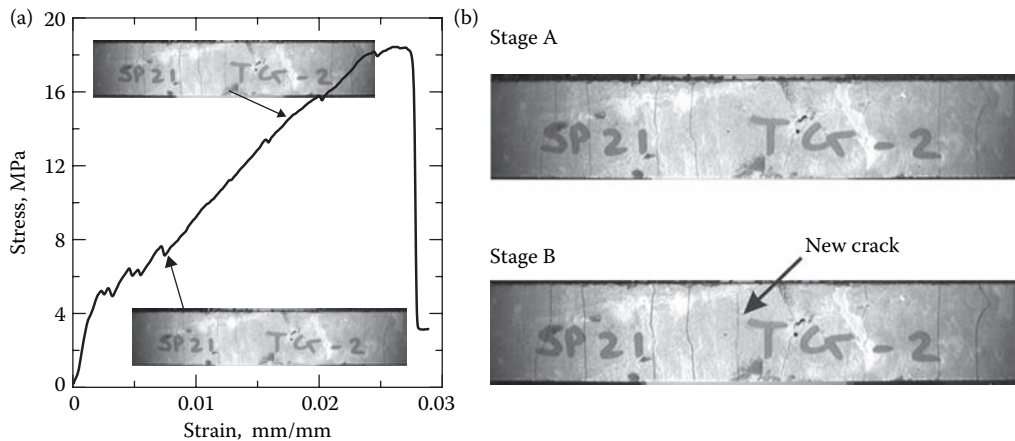 (a)
20
16
12
8
4
0
Stress, MPa
0
0.01
0.02
0.03
Strain, mm/mm
SP21 TG-2
SP21 TG-2
(b)
Stage A
SP21 TG-2
Stage B
New crack
SP21 TG-2